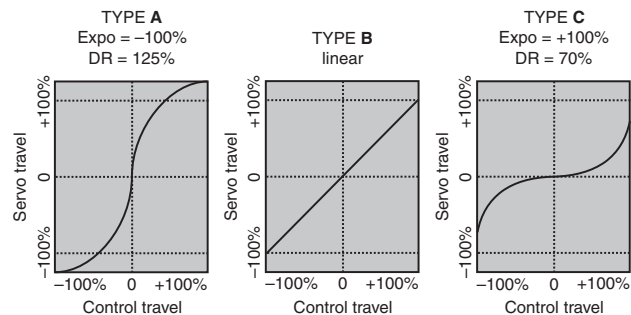 TYPE A
Expo = –100%
DR = 125%
Servo travel
+100%
0
–100%
–100% 0 +100%
Control travel
TYPE B
linear
Servo travel
+100%
0
–100%
–100% 0 +100%
Control travel
TYPE C
Expo = +100%
DR = 70%
Servo travel
+100%
0
–100%
–100% 0 +100%
Control travel